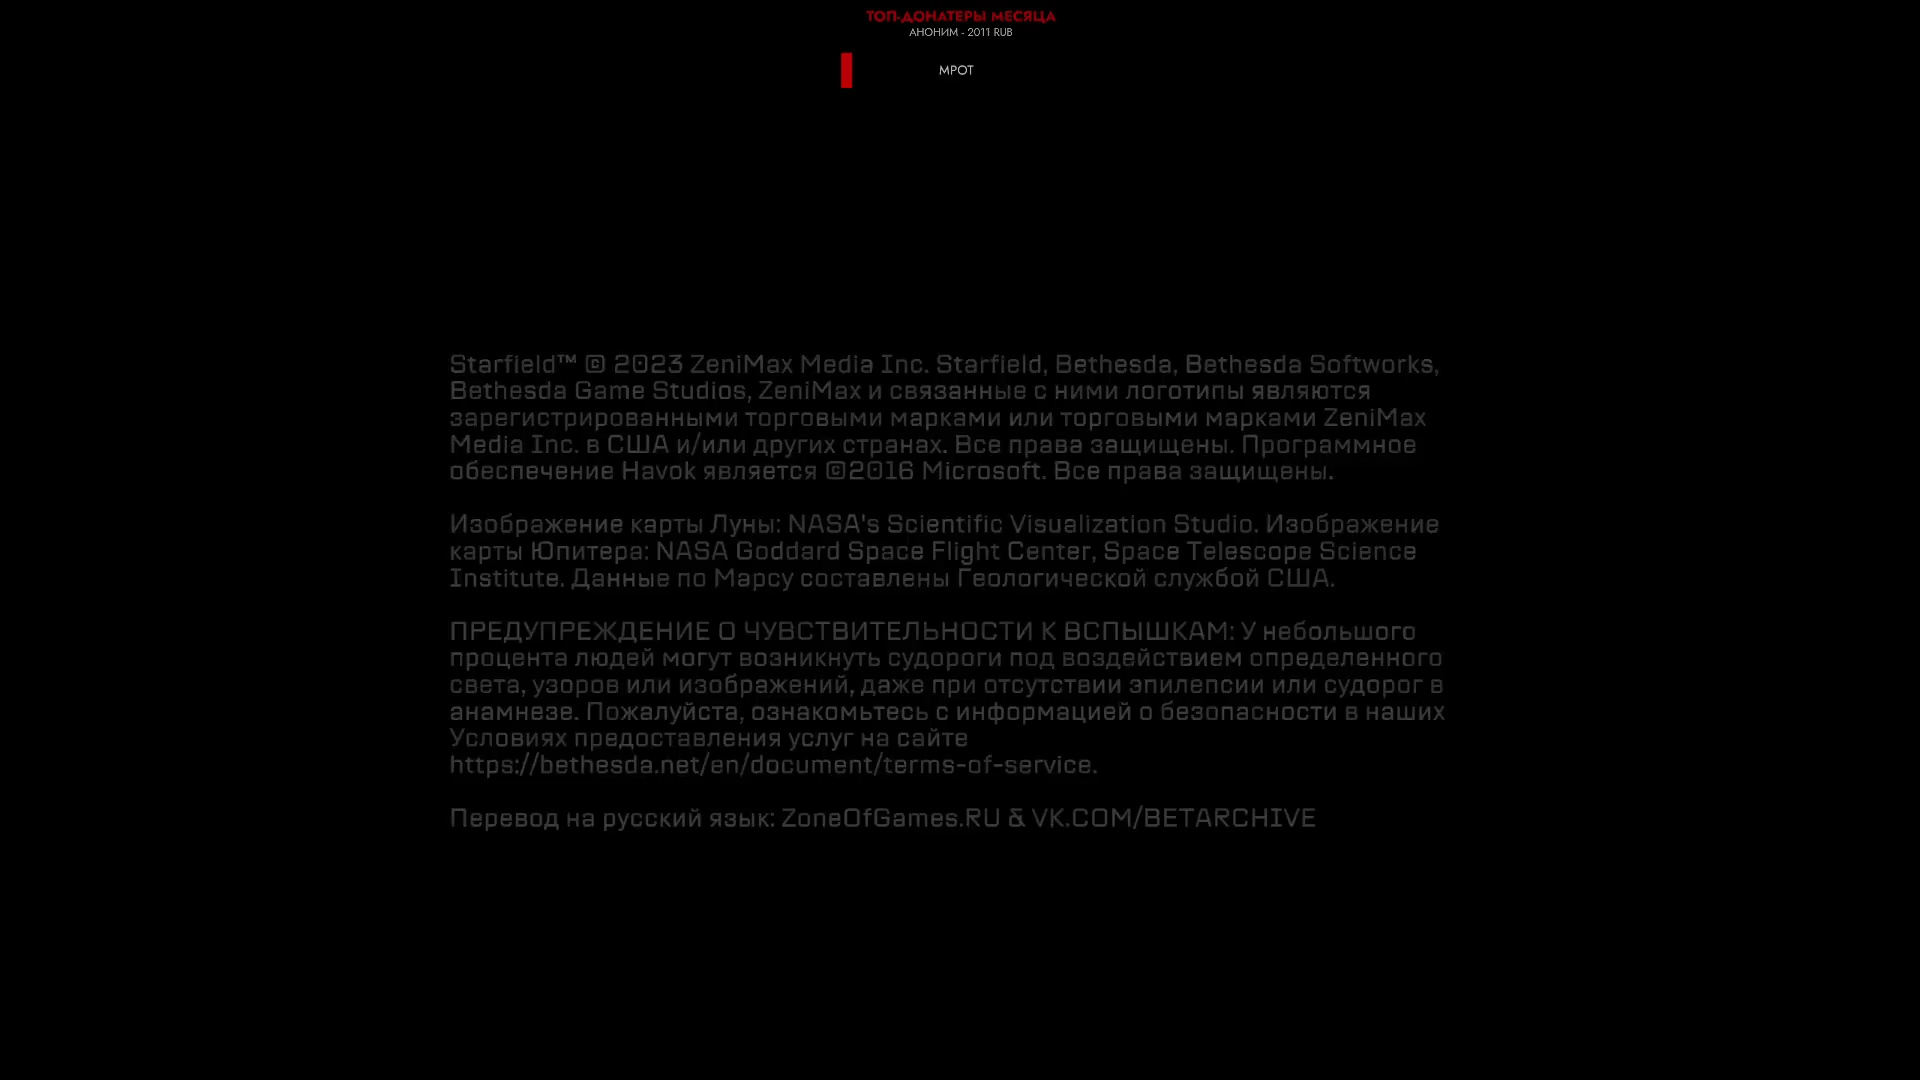 ТОП-ДОНАТЕРЫ МЕСЯЦА
АНОНИМ - 2011 RUB
МРОТ
Starfield™ © 2023 ZeniMax Media Inc. Starfield, Bethesda, Bethesda Softworks,
Bethesda Game Studios, ZeniMax и связанные с ними логотипы являются
зарегистрированными торговыми марками или торговыми марками ZeniMax
Media Inc. в США и/или других странах. Все права защищены. Программное
обеспечение Havok является ©2016 Microsoft. Все права защищены.
Изображение карты Луны: NASA's Scientific Visualization Studio. Изображение
карты Юпитера: NASA Goddard Space Flight Center, Space Telescope Science
Institute. Данные по Марсу составлены Геологической службой США.
ПРЕДУПРЕЖДЕНИЕ О ЧУВСТВИТЕЛЬНОСТИ К ВСПЫШКАМ: У небольшого
процента людей могут возникнуть судороги под воздействием определенного
света, узоров или изображений, даже при отсутствии эпилепсии или судорог в
анамнезе. Пожалуйста, ознакомьтесь с информацией о безопасности в наших
Условиях предоставления услуг на сайте
https://bethesda.net/en/document/terms-of-service.
Перевод на русский язык: ZoneOfGames.RU & VK.COM/BETARCHIVE